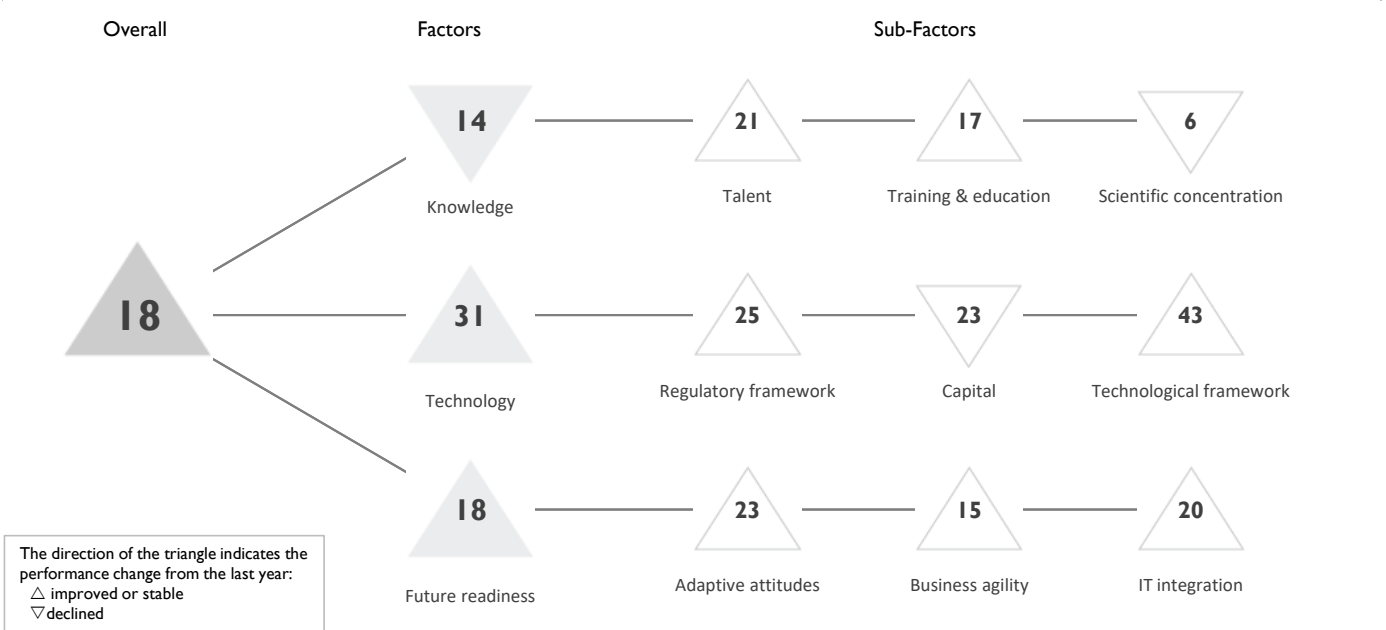 Overall Factors Sub-Factors
14 21 17 6
Knowledge Talent Training & education Scientific concentration
18 31 25 23 43
Technology Regulatory framework Capital Technological framework
18 23 15 20
Future readiness Adaptive attitudes Business agility IT integration
The direction of the triangle indicates the
performance change from the last year:
△ improved or stable
▽ declined